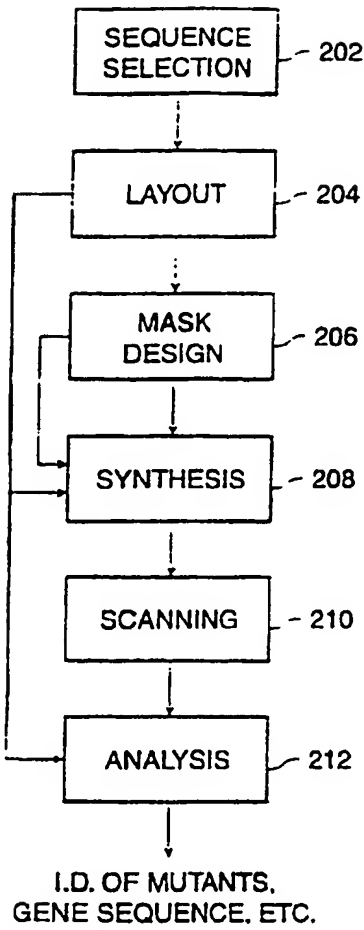 SEQUENCE
SELECTION
202
LAYOUT
204
MASK
DESIGN
206
SYNTHESIS
208
SCANNING
210
ANALYSIS
212
I.D. OF MUTANTS,
GENE SEQUENCE, ETC.